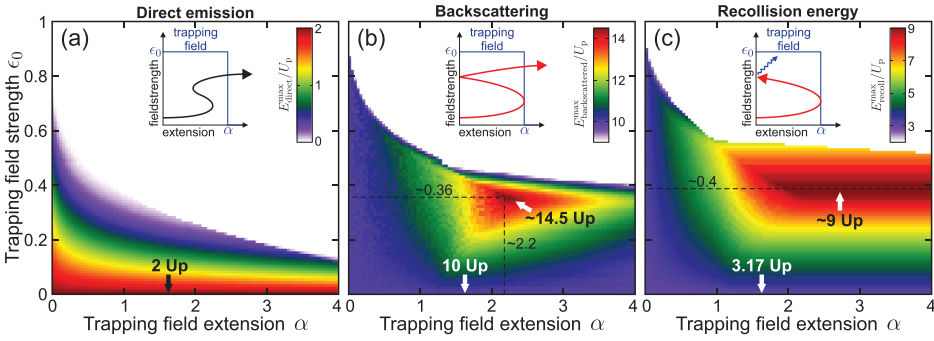 Direct emission
Backscattering
Recollision energy
Trapping field strength ϵ0
1
0.8
0.6
0.4
0.2
0
(a)
trapping
field
ϵ0
fieldstrength
extension
α
2
1
0
E^max_direct/Up
2 Up
0
1
2
3
4
Trapping field extension α
(b)
trapping
field
ϵ0
fieldstrength
extension
α
14
12
10
E^max_backscattered/Up
~0.36
~14.5 Up
~2.2
10 Up
0
1
2
3
4
Trapping field extension α
(c)
trapping
field
ϵ0
fieldstrength
extension
α
9
8
7
6
5
4
3
E^max_recoll/Up
~0.4
~9 Up
3.17 Up
0
1
2
3
4
Trapping field extension α